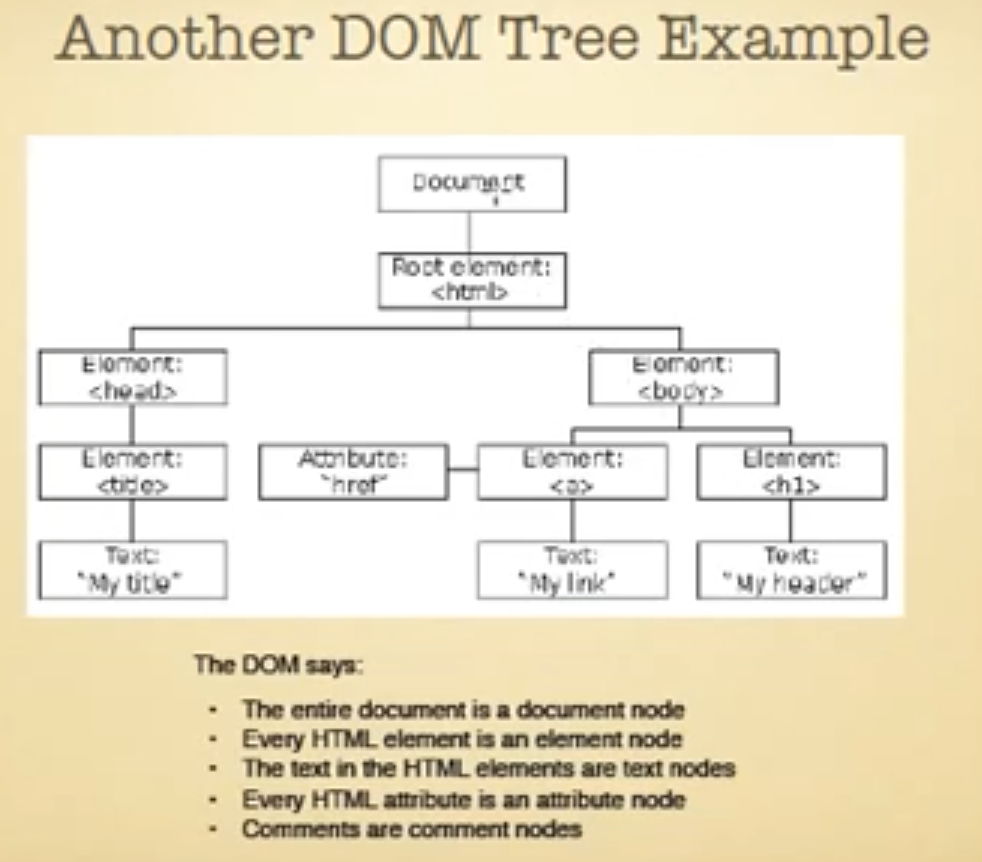 Another DOM Tree Example
Document
Root element:
<html>
Element:
<head>
Element:
<body>
Element:
<title>
Attribute:
"href"
Element:
<a>
Element:
<h1>
Text:
"My title"
Text:
"My link"
Text:
"My header"
The DOM says:
• The entire document is a document node
• Every HTML element is an element node
• The text in the HTML elements are text nodes
• Every HTML attribute is an attribute node
• Comments are comment nodes